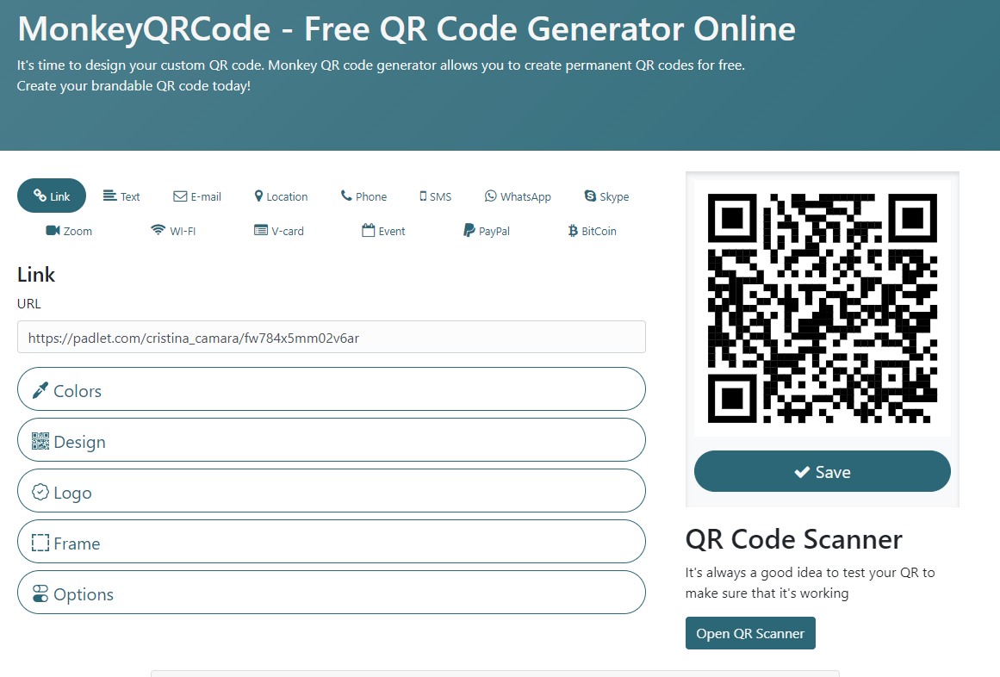 MonkeyQRCode - Free QR Code Generator Online
It's time to design your custom QR code. Monkey QR code generator allows you to create permanent QR codes for free.
Create your brandable QR code today!
Link Text E-mail Location Phone SMS WhatsApp Skype
Zoom WI-FI V-card Event PayPal BitCoin
Link
URL
https://padlet.com/cristina_camara/fw784x5mm02v6ar
Colors
Design
Logo
Frame
Options
Save
QR Code Scanner
It's always a good idea to test your QR to
make sure that it's working
Open QR Scanner